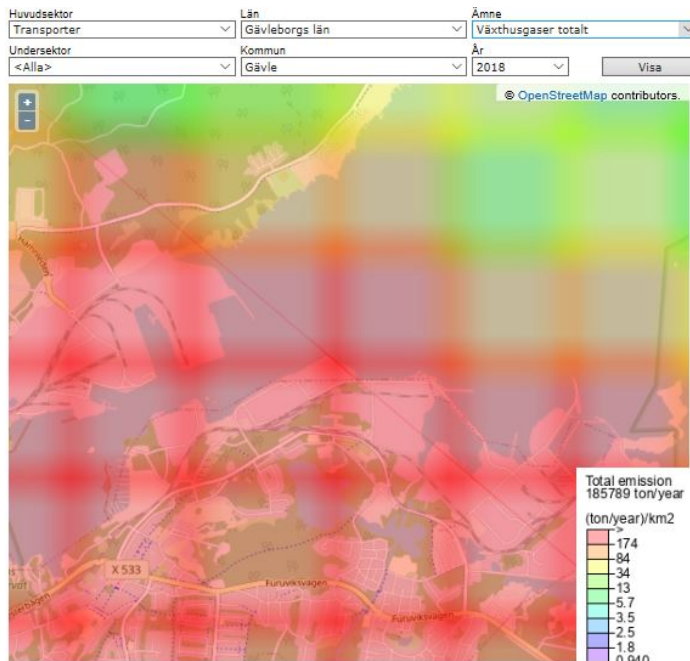 Huvudsektor Län Ämne
Transporter Gävleborgs län Växthusgaser totalt
Undersektor Kommun År
<Alla> Gävle 2018 Visa
+
© OpenStreetMap contributors.
-
Hamnleden
X 533
Furuviksvägen
Furuviksvägen
Total emission
185789 ton/year
(ton/year)/km2
>
174
84
34
13
5.7
3.5
2.5
1.8
0.940